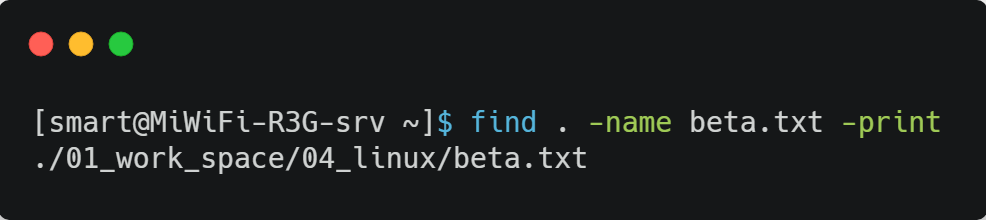 [smart@MiWiFi-R3G-srv ~]$ find . -name beta.txt -print
./01_work_space/04_linux/beta.txt